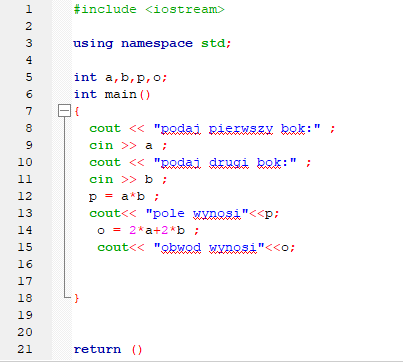 1 #include <iostream>
2
3 using namespace std;
4
5 int a,b,p,o;
6 int main()
7 {
8 cout << "podaj pierwszy bok:" ;
9 cin >> a ;
10 cout << "podaj drugi bok:" ;
11 cin >> b ;
12 p = a*b ;
13 cout<< "pole wynosi"<<p;
14 o = 2*a+2*b ;
15 cout<< "obwod wynosi"<<o;
16
17
18 }
19
20
21 return ()